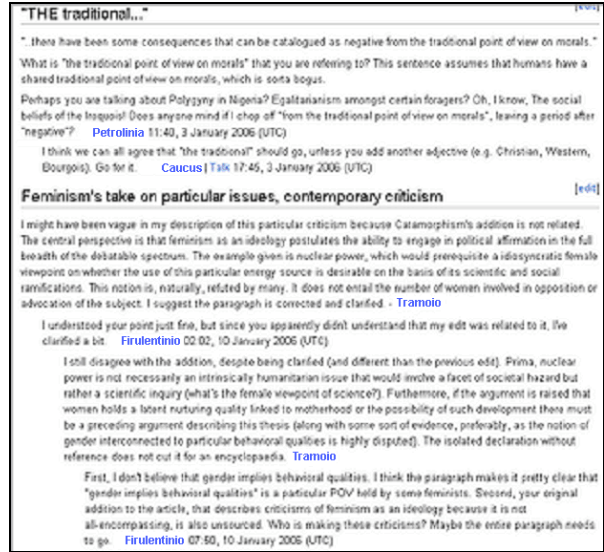 "THE traditional..."
[edit]
"..there have been some consequences that can be catalogued as negative from the traditional point of view on morals."
What is "the traditional point of view on morals" that you are referring to? This sentence assumes that humans have a
shared traditional point of view on morals, which is sorta bogus.
Perhaps you are talking about Polygyny in Nigeria? Egalitarianism amongst certain foragers? Oh, I know, The social
beliefs of the Iroquois! Does anyone mind if I chop off "from the traditional point of view on morals", leaving a period after
"negative"? Petrolinia 11:40, 3 January 2006 (UTC)
I think we can all agree that "the traditional" should go, unless you add another adjective (e.g. Christian, Western,
Bourgois). Go for it. Caucus | Talk 17:45, 3 January 2006 (UTC)
Feminism's take on particular issues, contemporary criticism
[edit]
I might have been vague in my description of this particular criticism because Catamorphism's addition is not related.
The central perspective is that feminism as an ideology postulates the ability to engage in political affirmation in the full
breadth of the debatable spectrum. The example given is nuclear power, which would prerequisite a idiosyncratic female
viewpoint on whether the use of this particular energy source is desirable on the basis of its scientific and social
ramifications. This notion is, naturally, refuted by many. It does not entail the number of women involved in opposition or
advocation of the subject. I suggest the paragraph is corrected and clarified. - Tramoio
I understood your point just fine, but since you apparently didn't understand that my edit was related to it, I've
clarified a bit. Firulentinio 02:02, 10 January 2006 (UTC)
I still disagree with the addition, despite being clarified (and different than the previous edit). Prima, nuclear
power is not necessarily an intrinsically humanitarian issue that would involve a facet of societal hazard but
rather a scientific inquiry (what's the female viewpoint of science?). Furthermore, if the argument is raised that
women holds a latent nurturing quality linked to motherhood or the possibility of such development there must
be a preceding argument describing this thesis (along with some sort of evidence, preferably, as the notion of
gender interconnected to particular behavioral qualities is highly disputed). The isolated declaration without
reference does not cut it for an encyclopaedia. Tramoio
First, I don't believe that gender implies behavioral qualities. I think the paragraph makes it pretty clear that
"gender implies behavioral qualities" is a particular POV held by some feminists. Second, your original
addition to the article, that describes criticisms of feminism as an ideology because it is not
all-encompassing, is also unsourced. Who is making these criticisms? Maybe the entire paragraph needs
to go. Firulentinio 07:50, 10 January 2006 (UTC)